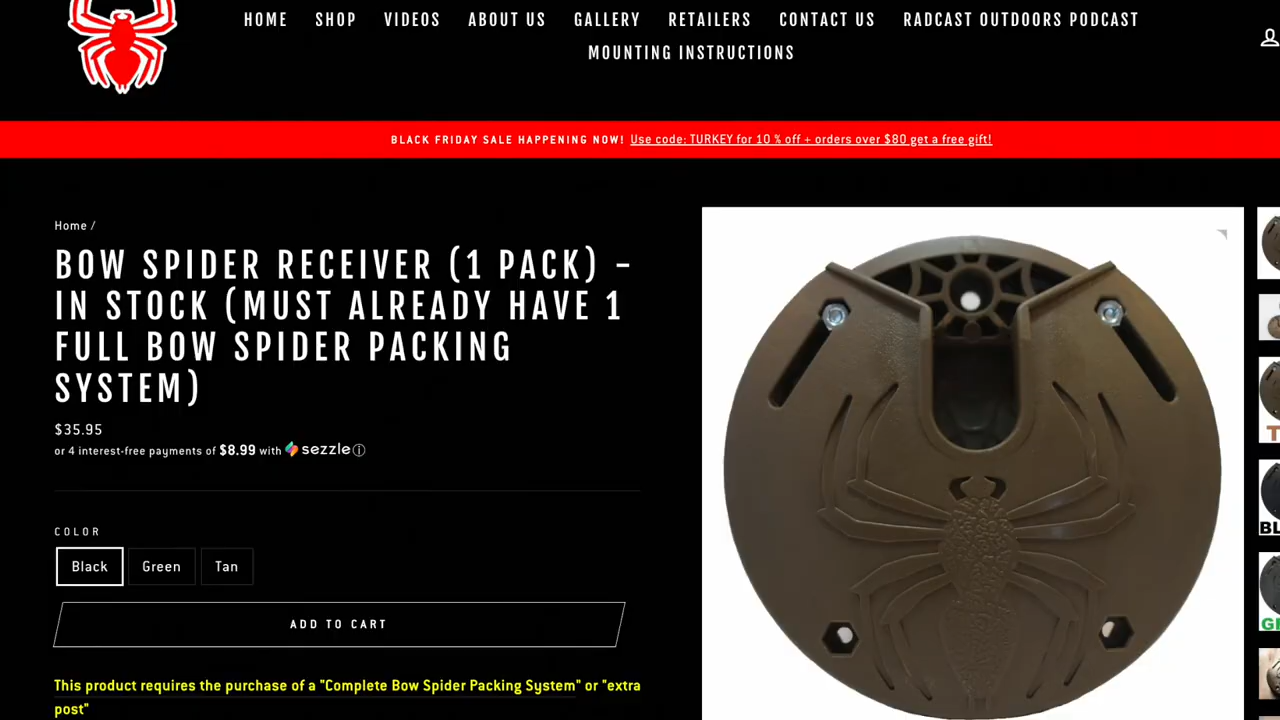 HOME SHOP VIDEOS ABOUT US GALLERY RETAILERS CONTACT US RADCAST OUTDOORS PODCAST
MOUNTING INSTRUCTIONS
BLACK FRIDAY SALE HAPPENING NOW! Use code: TURKEY for 10 % off + orders over $80 get a free gift!
Home /
BOW SPIDER RECEIVER (1 PACK) -
IN STOCK (MUST ALREADY HAVE 1
FULL BOW SPIDER PACKING
SYSTEM)
$35.95
or 4 interest-free payments of $8.99 with sezzle
COLOR
Black Green Tan
ADD TO CART
This product requires the purchase of a "Complete Bow Spider Packing System" or "extra
post"